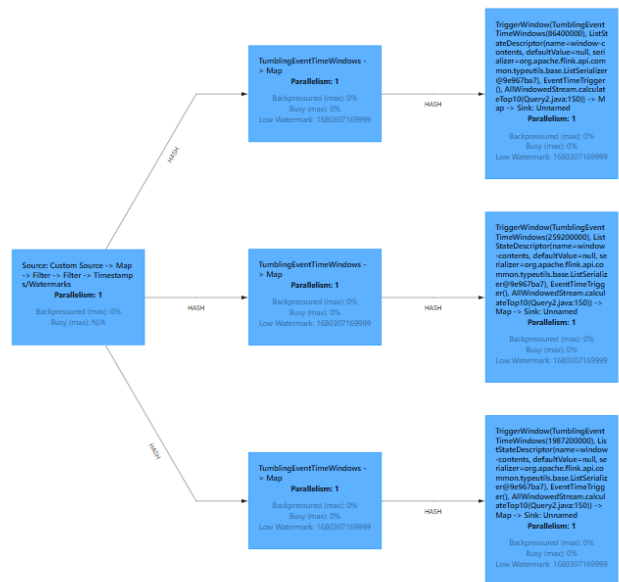 TriggerWindow(TumblingEvent
TimeWindows(86400000), ListSt
ateDescriptor(name=window-c
ontents, defaultValue=null, seri
alizer=org.apache.flink.api.com
mon.typeutils.base.ListSerializer
@9e967ba7), EventTimeTrigger
(), AllWindowedStream.calculat
eTop10(Query2.java:150)) -> M
ap -> Sink: Unnamed
Parallelism: 1
Backpressured (max): 0%
Busy (max): 0%
Low Watermark: 1680307169999
TumblingEventTimeWindows -
> Map
Parallelism: 1
Backpressured (max): 0%
Busy (max): 0%
Low Watermark: 1680307169999
HASH
HASH
Source: Custom Source -> Map
-> Filter -> Filter -> Timestamp
s/Watermarks
Parallelism: 1
Backpressured (max): 0%
Busy (max): N/A
HASH
TumblingEventTimeWindows -
> Map
Parallelism: 1
Backpressured (max): 0%
Busy (max): 0%
Low Watermark: 1680307169999
HASH
TriggerWindow(TumblingEvent
TimeWindows(259200000), List
StateDescriptor(name=window
-contents, defaultValue=null, s
erializer=org.apache.flink.api.co
mmon.typeutils.base.ListSerializ
er@9e967ba7), EventTimeTrigg
er(), AllWindowedStream.calcul
ateTop10(Query2.java:150)) ->
Map -> Sink: Unnamed
Parallelism: 1
Backpressured (max): 0%
Busy (max): 0%
Low Watermark: 1680307169999
HASH
TumblingEventTimeWindows -
> Map
Parallelism: 1
Backpressured (max): 0%
Busy (max): 0%
Low Watermark: 1680307169999
HASH
TriggerWindow(TumblingEvent
TimeWindows(1987200000), Lis
tStateDescriptor(name=window
-contents, defaultValue=null, se
rializer=org.apache.flink.api.co
mmon.typeutils.base.ListSerializ
er@9e967ba7), EventTimeTrigg
er(), AllWindowedStream.calcul
ateTop10(Query2.java:150)) ->
Map -> Sink: Unnamed
Parallelism: 1
Backpressured (max): 0%
Busy (max): 0%
Low Watermark: 1680307169999